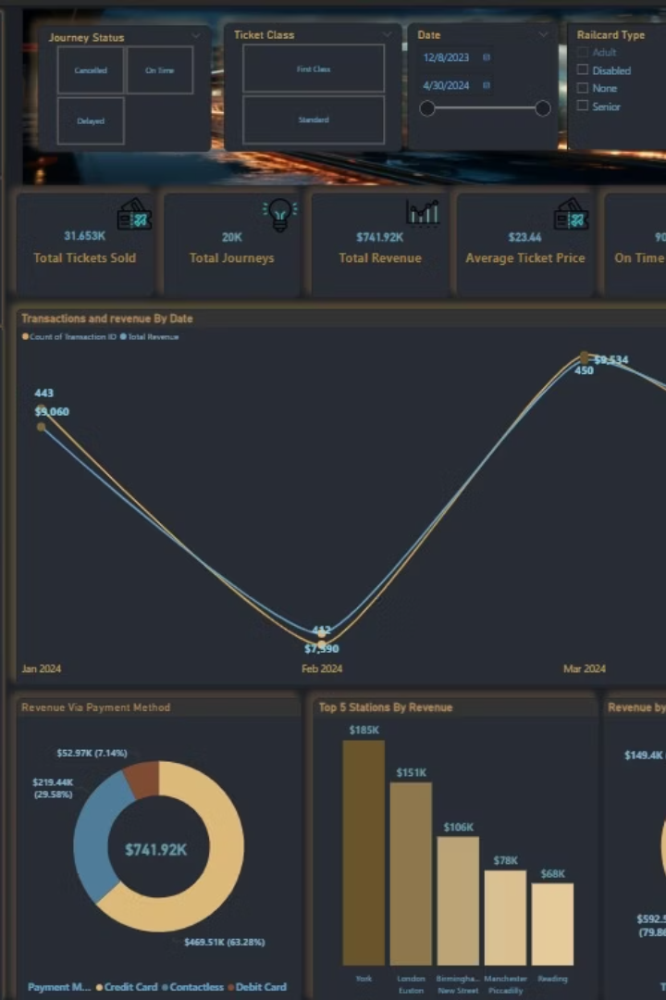 Journey Status
Cancelled
On Time
Delayed
Ticket Class
First Class
Standard
Date
12/8/2023
4/30/2024
Railcard Type
Adult
Disabled
None
Senior
31.653K
Total Tickets Sold
20K
Total Journeys
$741.92K
Total Revenue
$23.44
Average Ticket Price
90
On Time
Transactions and revenue By Date
Count of Transaction ID Total Revenue
443
$9,060
$9,534
450
412
Jan 2024
Feb 2024
Mar 2024
Revenue Via Payment Method
$52.97K (7.14%)
$219.44K
(29.58%)
$741.92K
$469.51K (63.28%)
Payment M... Credit Card Contactless Debit Card
Top 5 Stations By Revenue
$185K
$151K
$106K
$78K
$68K
York
London
Euston
Birmingha...
New Street
Manchester
Piccadilly
Reading
Revenue by
$149.4K
$592.5
(79.86
T